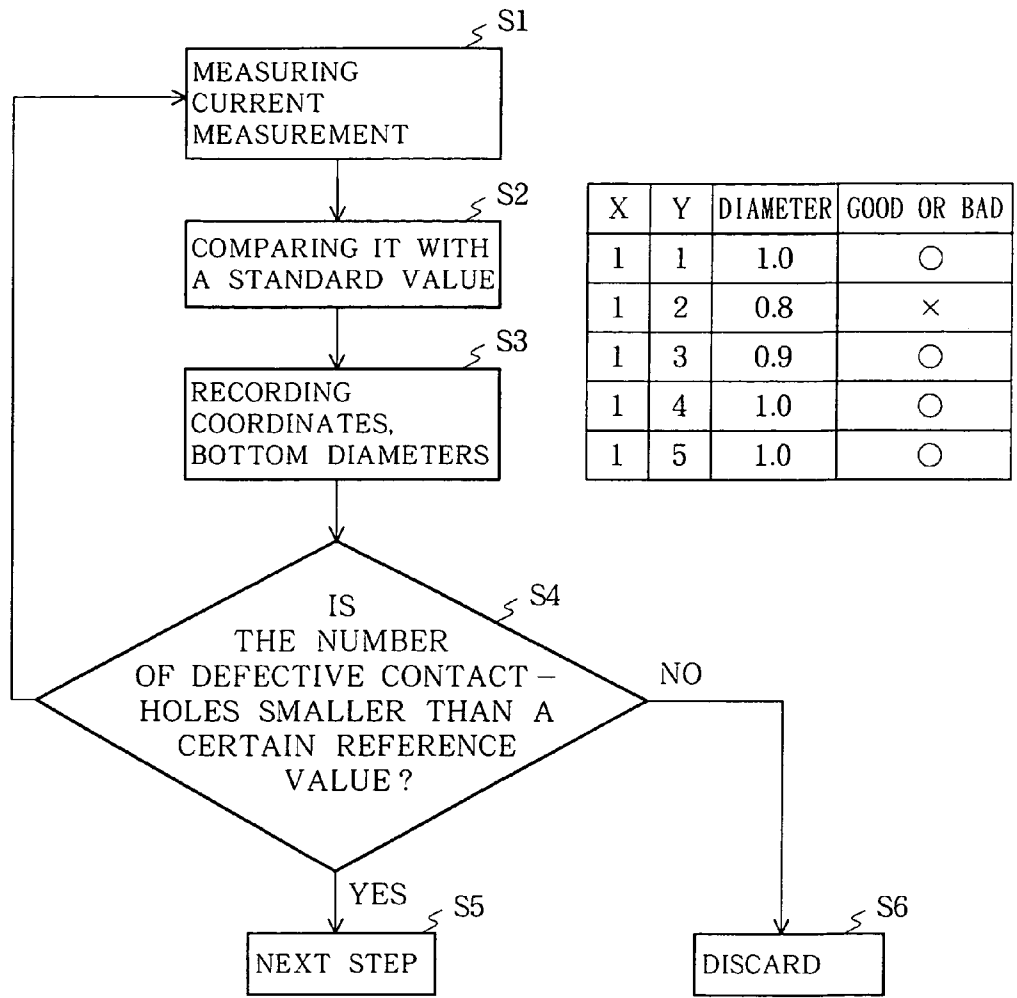 S1
MEASURING
CURRENT
MEASUREMENT
S2
COMPARING IT WITH
A STANDARD VALUE
S3
RECORDING
COORDINATES,
BOTTOM DIAMETERS
X Y DIAMETER GOOD OR BAD
1 1 1.0 ○
1 2 0.8 ×
1 3 0.9 ○
1 4 1.0 ○
1 5 1.0 ○
S4
IS
THE NUMBER
OF DEFECTIVE CONTACT-
HOLES SMALLER THAN A
CERTAIN REFERENCE
VALUE?
NO
YES
S5
NEXT STEP
S6
DISCARD